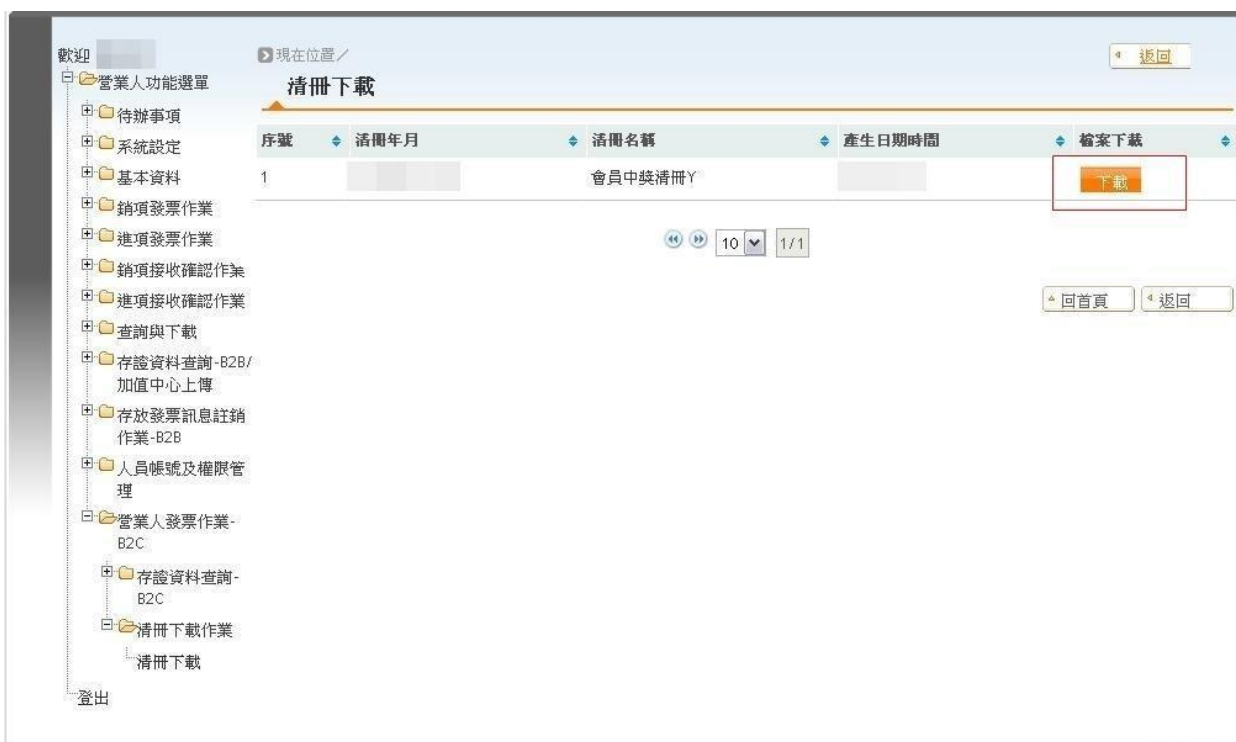 歡迎
營業人功能選單
待辦事項
系統設定
基本資料
銷項發票作業
進項發票作業
銷項接收確認作業
進項接收確認作業
查詢與下載
存證資料查詢-B2B/
加值中心上傳
存放發票訊息註銷
作業-B2B
人員帳號及權限管
理
營業人發票作業-
B2C
存證資料查詢-
B2C
清冊下載作業
清冊下載
登出
現在位置／
返回
清冊下載
序號 清冊年月 清冊名稱 產生日期時間 檔案下載
1 會員中獎清冊Y 下載
10 1/1
回首頁 返回